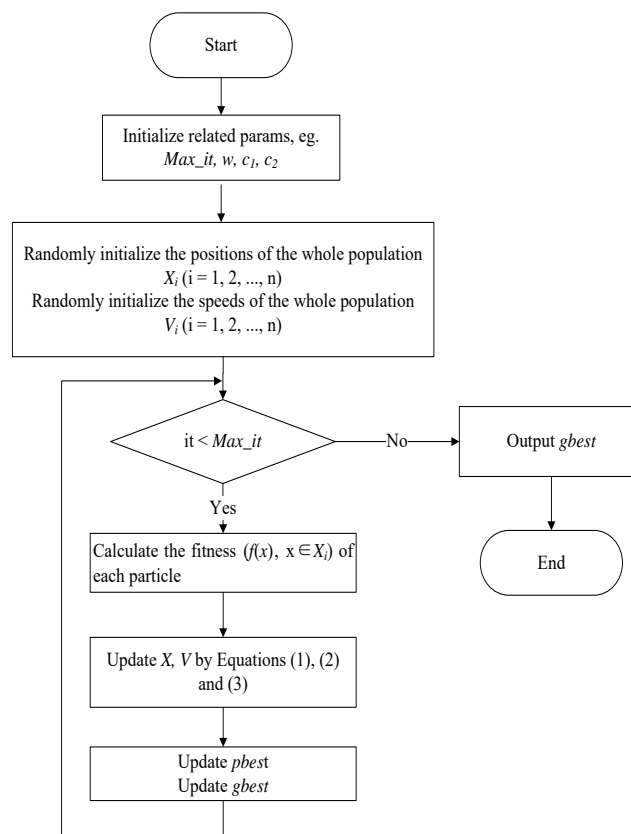 Start
Initialize related params, eg.
Max_it, w, c₁, c₂
Randomly initialize the positions of the whole population
Xᵢ (i = 1, 2, ..., n)
Randomly initialize the speeds of the whole population
Vᵢ (i = 1, 2, ..., n)
it < Max_it
No
Output gbest
Yes
Calculate the fitness (f(x), x∈Xᵢ) of
each particle
End
Update X, V by Equations (1), (2)
and (3)
Update pbest
Update gbest